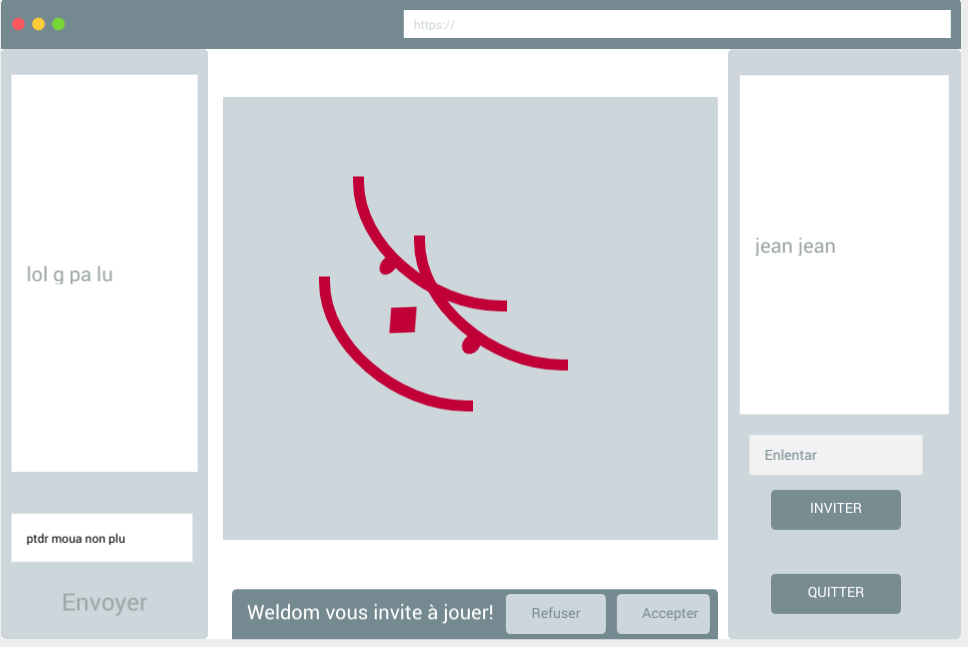 https://
lol g pa lu
jean jean
Enlentar
INVITER
ptdr moua non plu
QUITTER
Envoyer
Weldom vous invite à jouer!
Refuser
Accepter